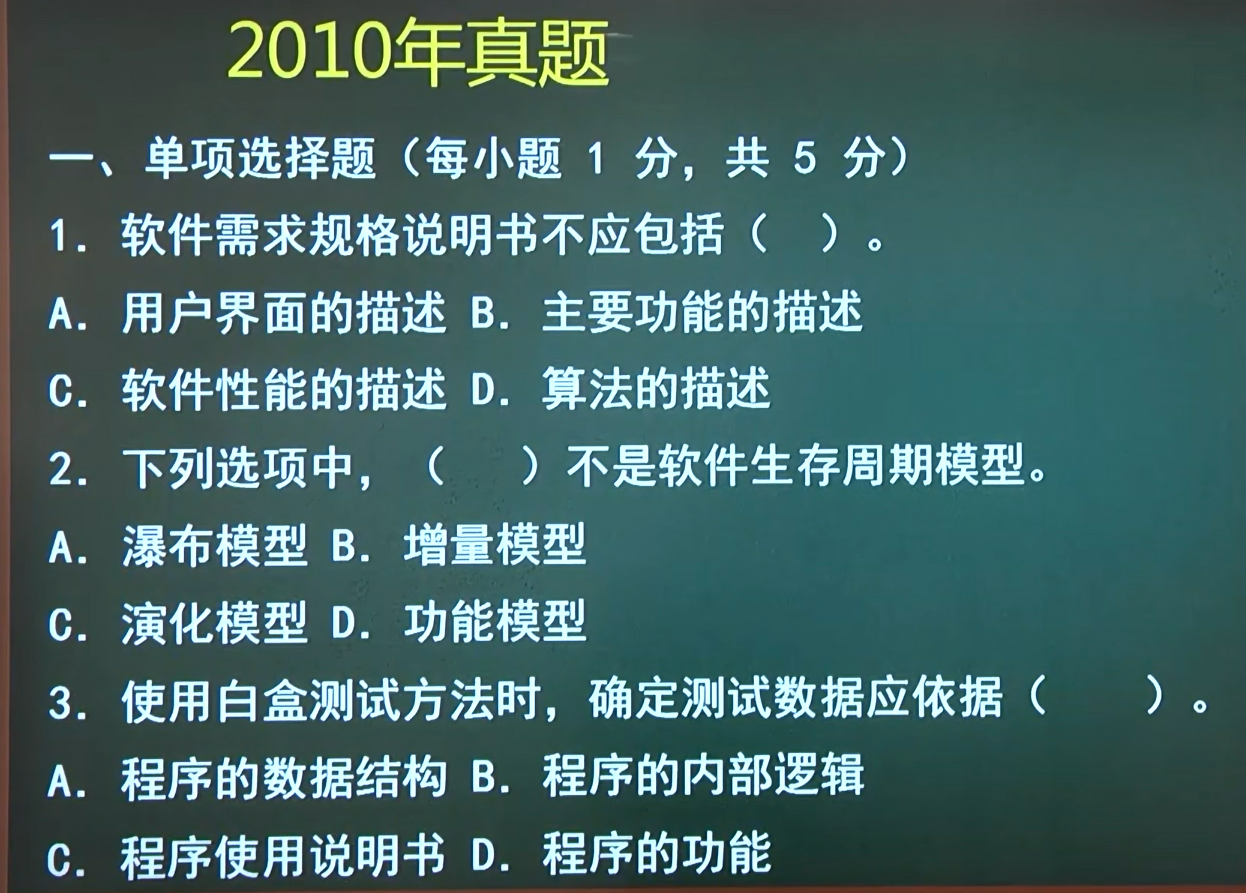 2010年真题
一、单项选择题（每小题 1 分，共 5 分）
1. 软件需求规格说明书不应包括（ ）。
A. 用户界面的描述 B. 主要功能的描述
C. 软件性能的描述 D. 算法的描述
2. 下列选项中，（ ）不是软件生存周期模型。
A. 瀑布模型 B. 增量模型
C. 演化模型 D. 功能模型
3. 使用白盒测试方法时，确定测试数据应依据（ ）。
A. 程序的数据结构 B. 程序的内部逻辑
C. 程序使用说明书 D. 程序的功能